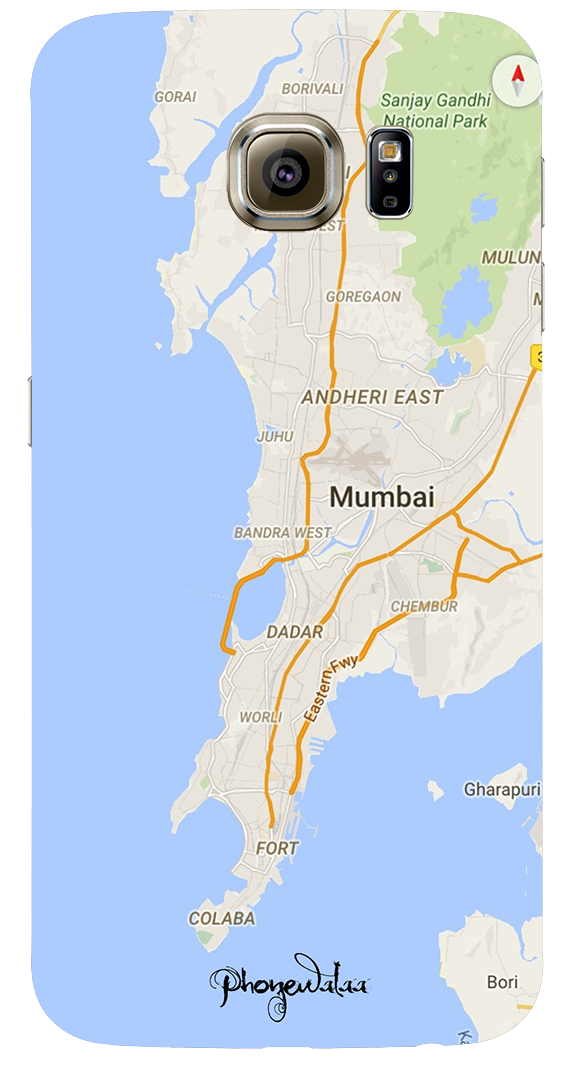 GORAI
BORIVALI
Sanjay Gandhi
National Park
MULUN
GOREGAON
ANDHERI EAST
JUHU
Mumbai
BANDRA WEST
CHEMBUR
DADAR
Eastern Fwy
WORLI
Gharapuri
FORT
COLABA
Phonewalaa
Bori